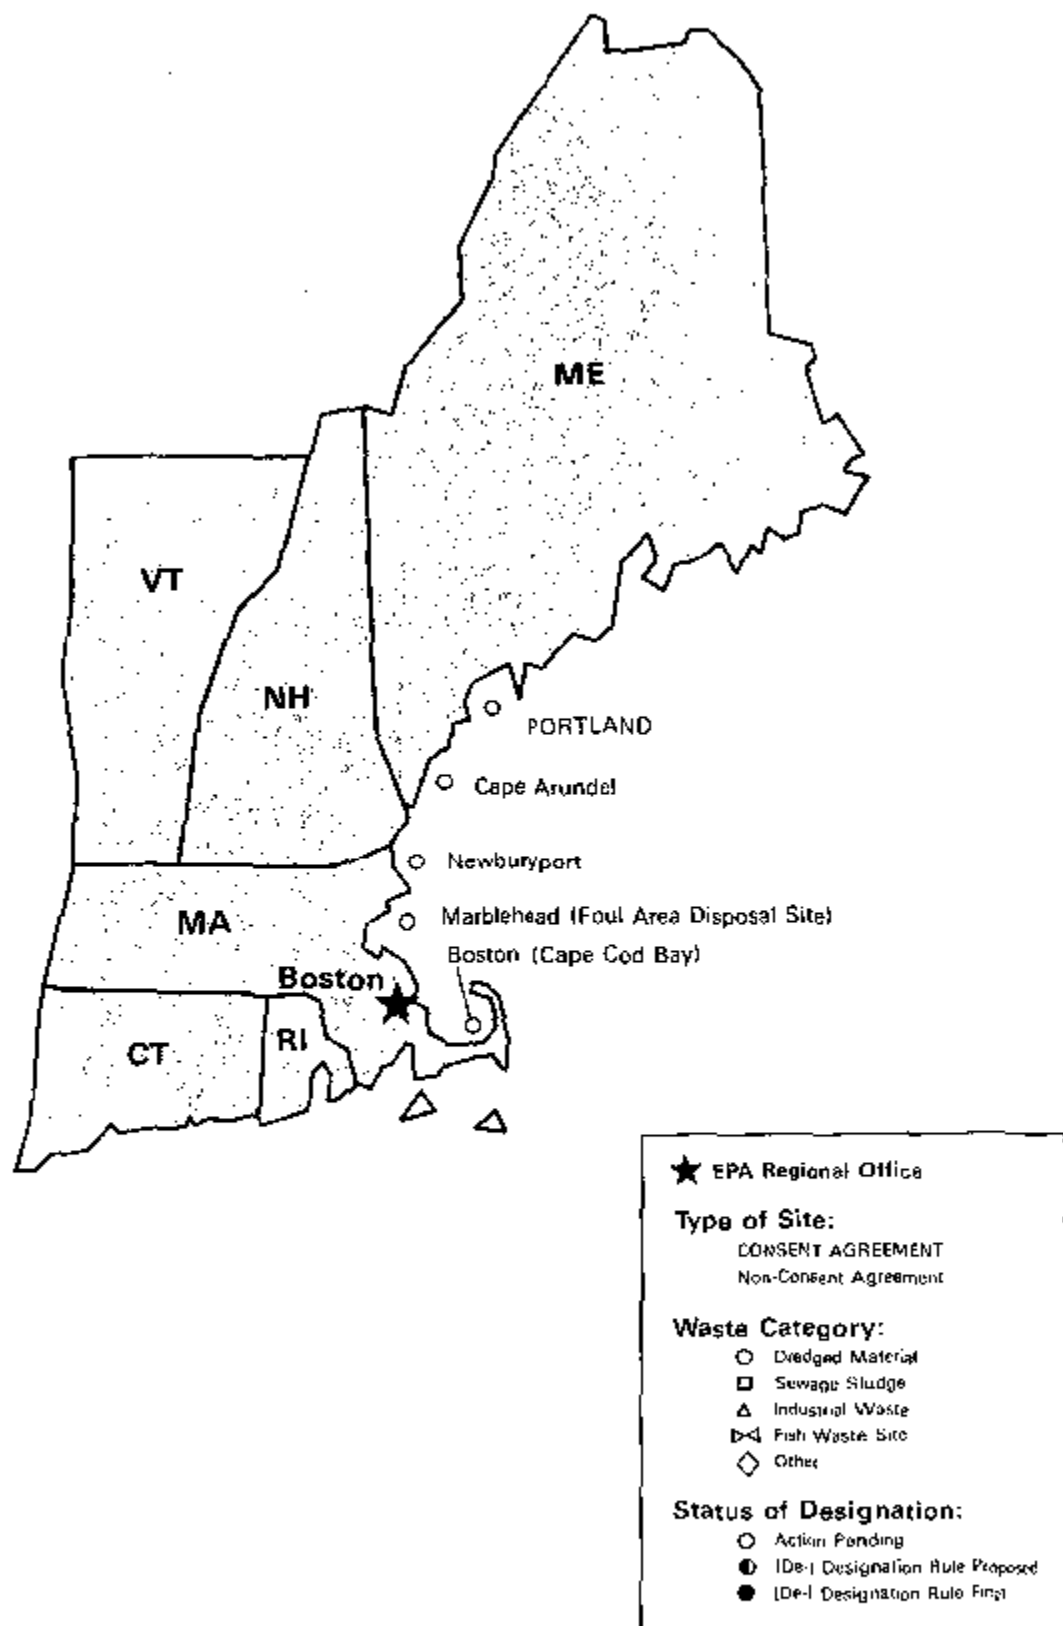 ME
VT
NH
PORTLAND
Cape Arundel
Newburyport
MA
Marblehead (Foul Area Disposal Site)
Boston (Cape Cod Bay)
Boston
CT
RI
EPA Regional Office
Type of Site:
CONSENT AGREEMENT
Non-Consent Agreement
Waste Category:
Dredged Material
Sewage Sludge
Industrial Waste
Fish Waste Site
Other
Status of Designation:
Action Pending
(De-) Designation Rule Proposed
(De-) Designation Rule Final